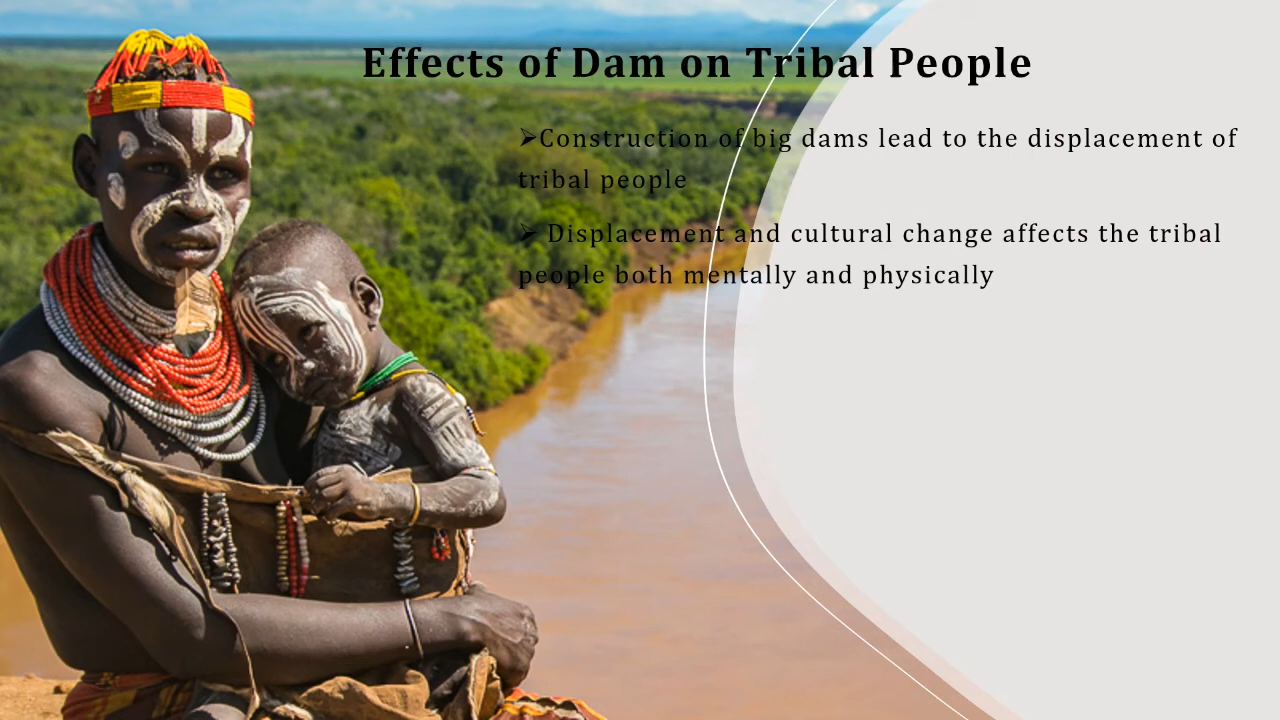 Effects of Dam on Tribal People
➢Construction of big dams lead to the displacement of
tribal people
➢ Displacement and cultural change affects the tribal
people both mentally and physically